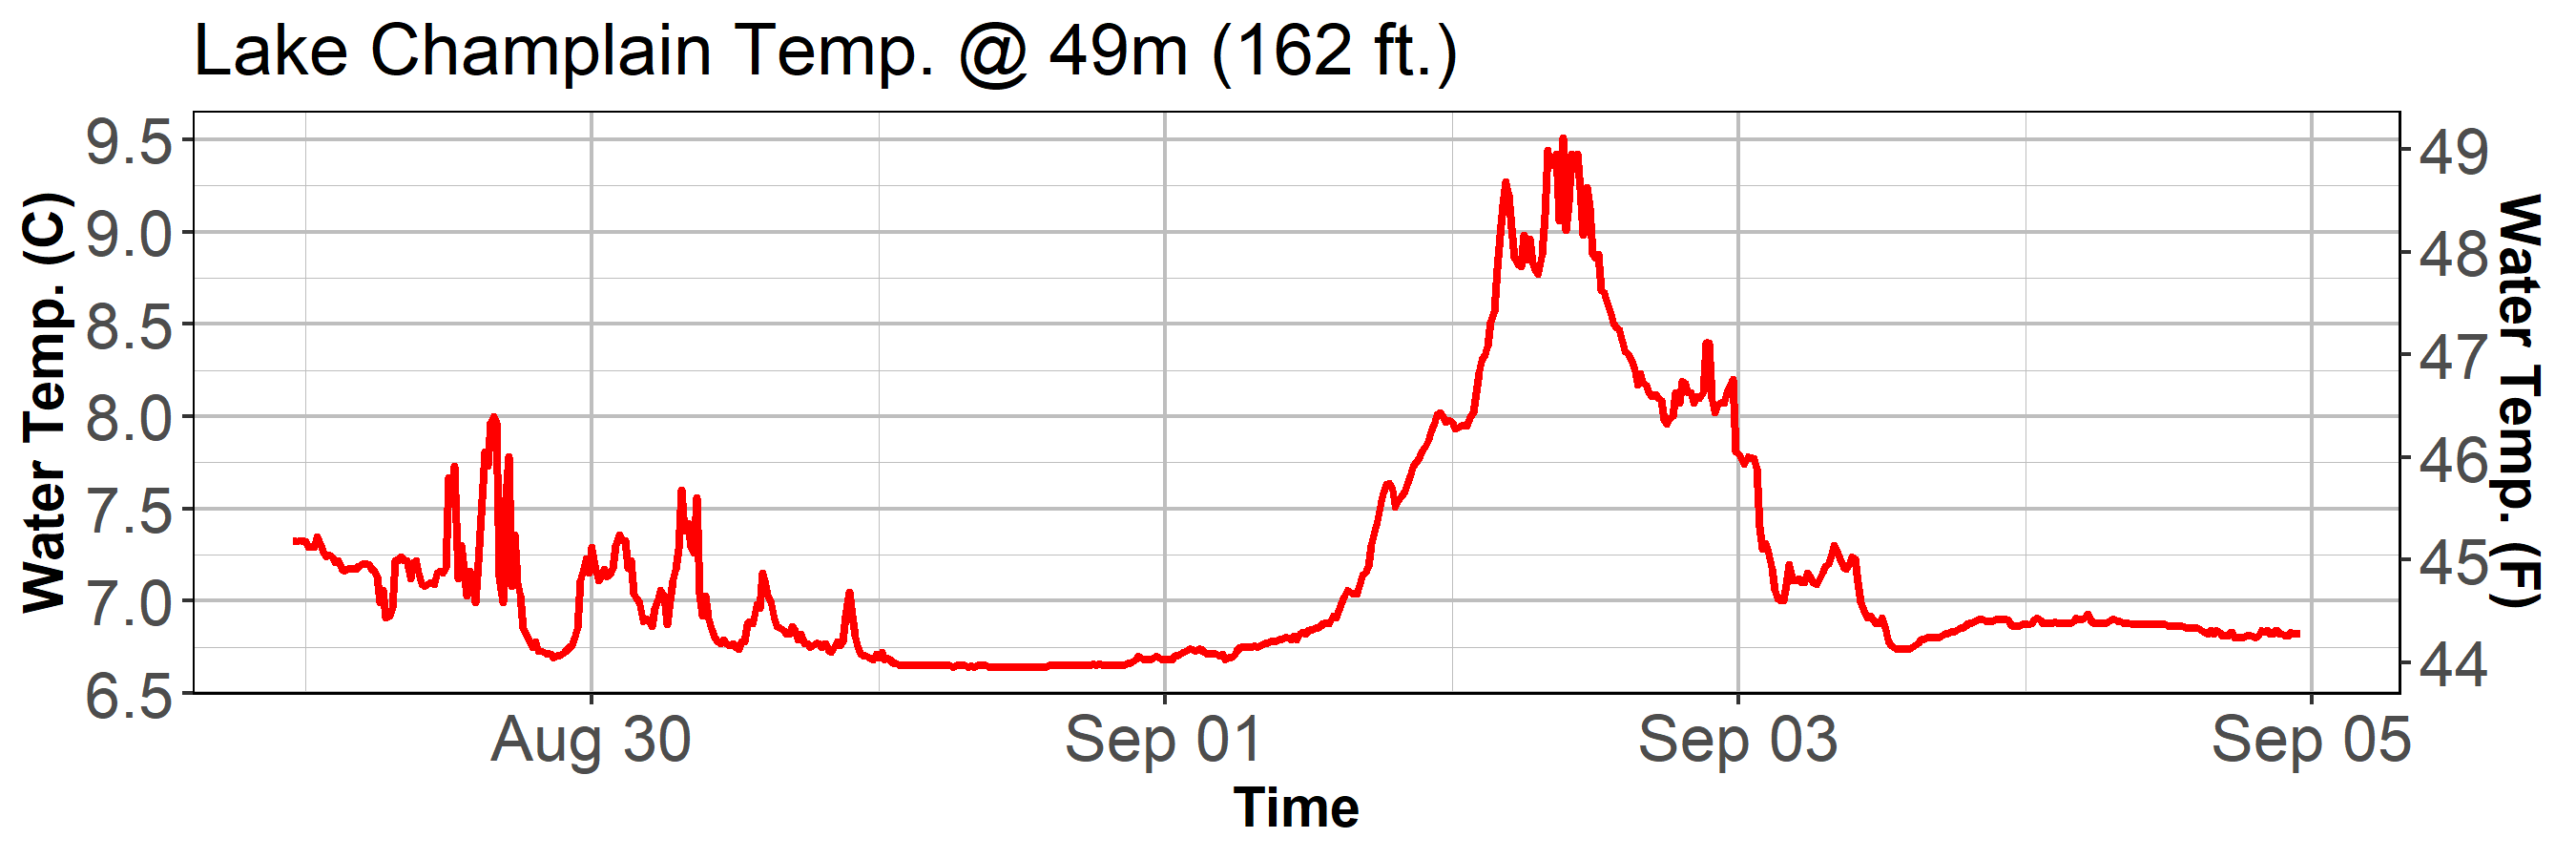 Lake Champlain Temp. @ 49m (162 ft.)
Water Temp. (C)
9.5
9.0
8.5
8.0
7.5
7.0
6.5
49
48
47
46
45
44
Water Temp. (F)
Aug 30
Sep 01
Sep 03
Sep 05
Time